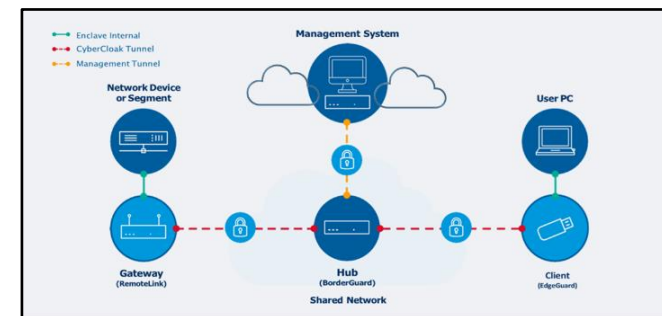 Enclave Internal
CyberCloak Tunnel
Management Tunnel
Management System
Network Device
or Segment
User PC
Gateway
(RemoteLink)
Hub
(BorderGuard)
Client
(EdgeGuard)
Shared Network